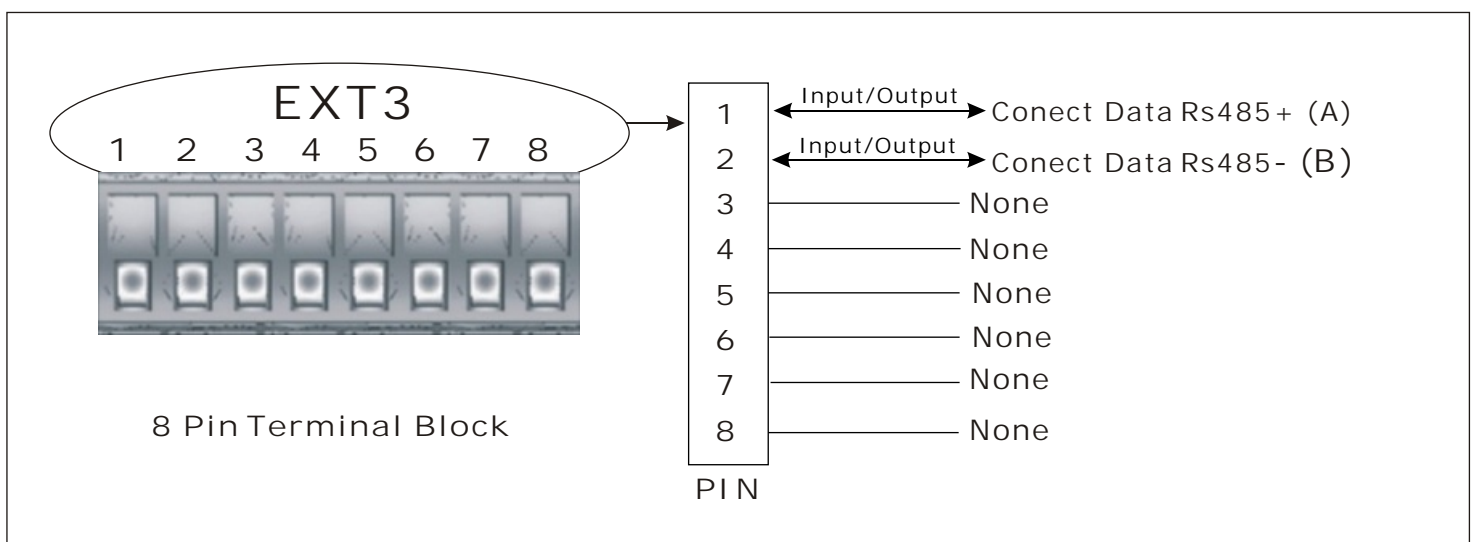 EXT3
1 2 3 4 5 6 7 8
8 Pin Terminal Block
1 Input/Output Conect Data Rs485+ (A)
2 Input/Output Conect Data Rs485- (B)
3 None
4 None
5 None
6 None
7 None
8 None
PIN